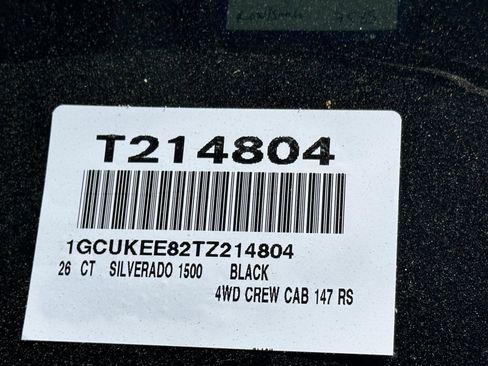 T214804
1GCUKEE82TZ214804
26 CT SILVERADO 1500 BLACK
4WD CREW CAB 147 RS